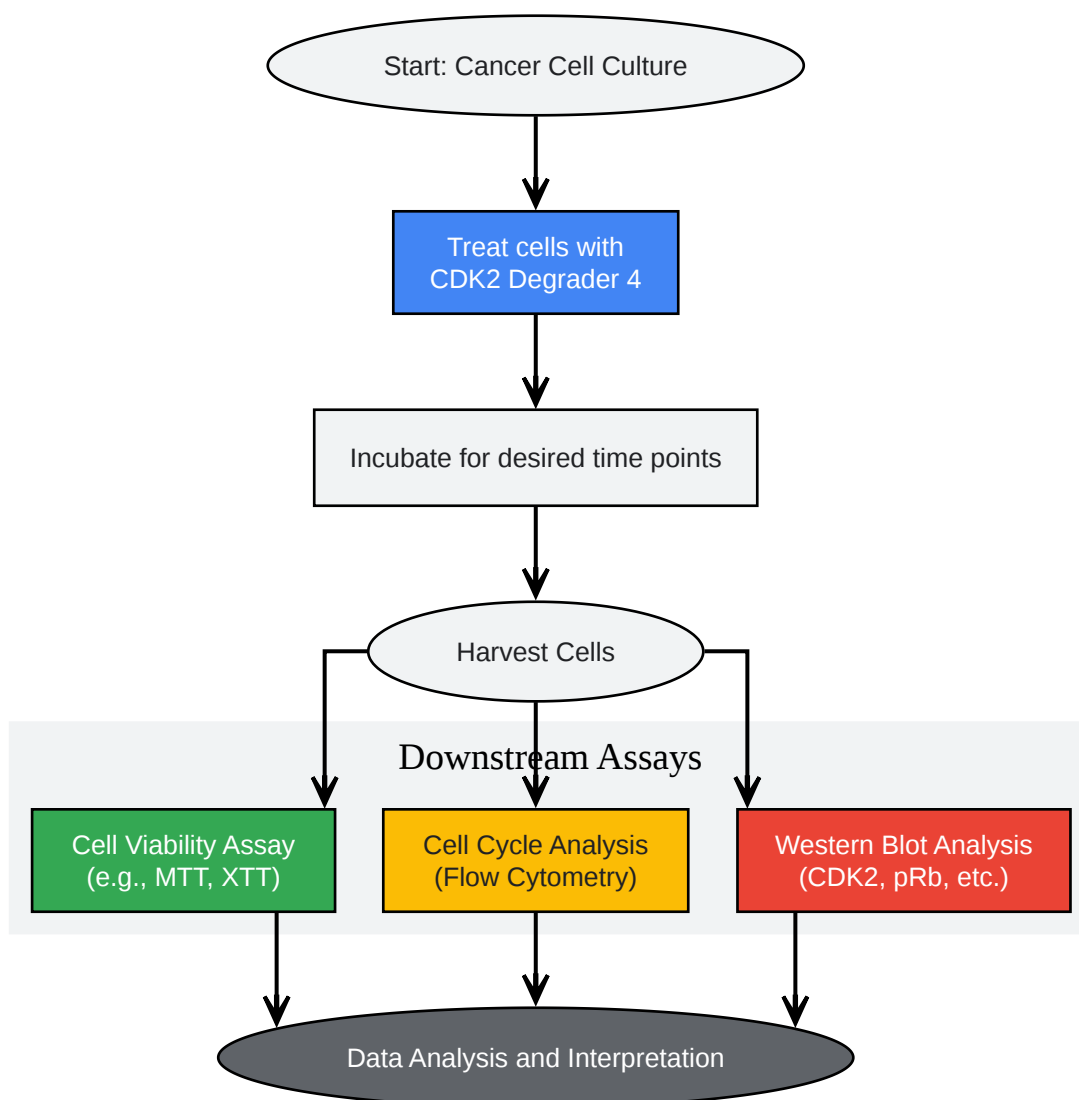 Start: Cancer Cell Culture
Treat cells with
CDK2 Degrader 4
Incubate for desired time points
Harvest Cells
Downstream Assays
Cell Viability Assay
(e.g., MTT, XTT)
Cell Cycle Analysis
(Flow Cytometry)
Western Blot Analysis
(CDK2, pRb, etc.)
Data Analysis and Interpretation